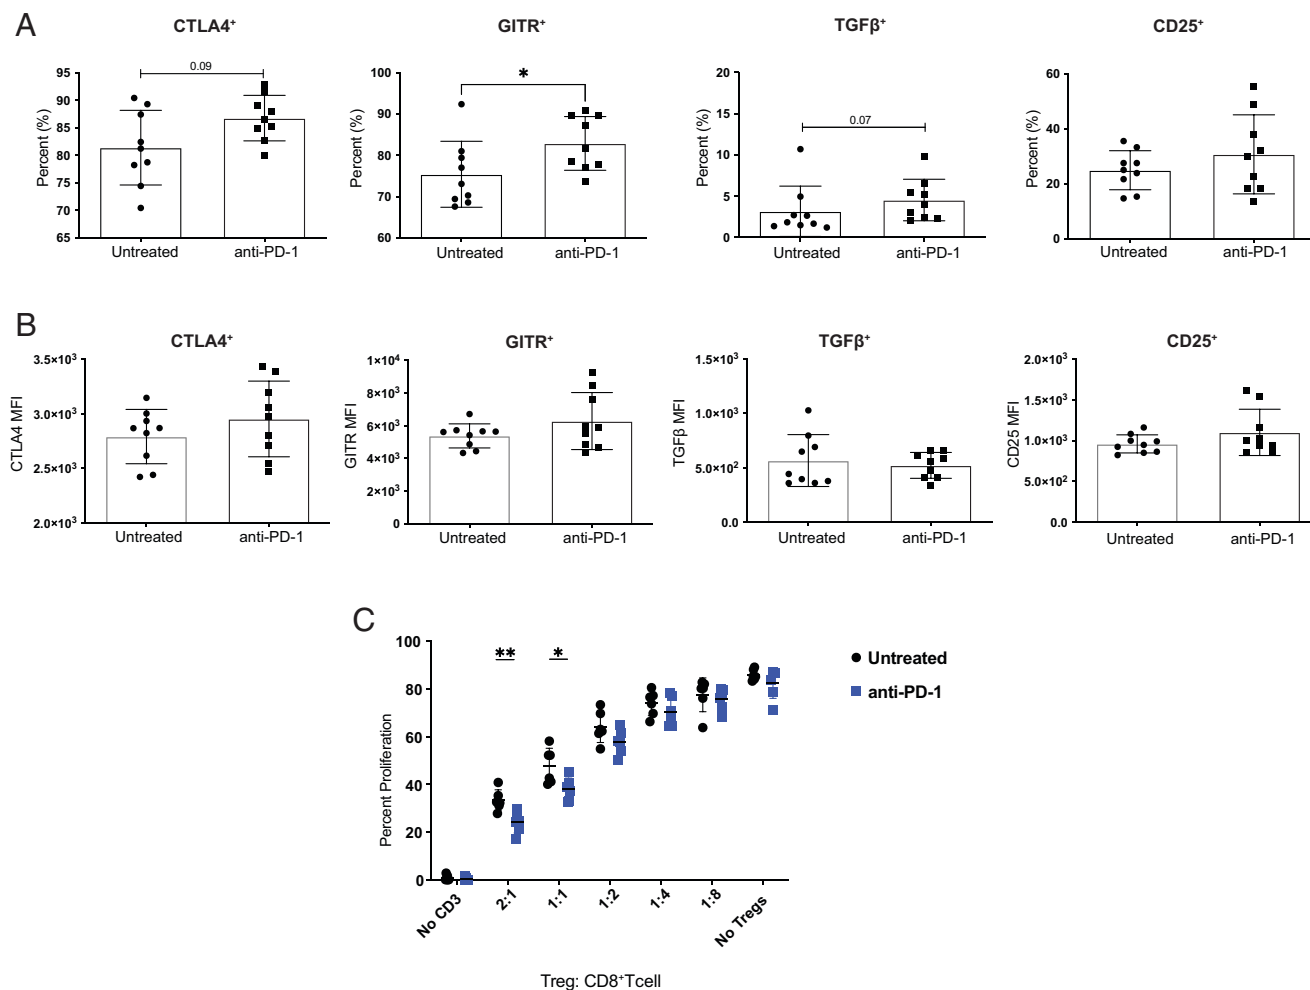 A
CTLA4⁺
GITR⁺
TGFβ⁺
CD25⁺
Percent (%)
95
90
85
80
75
70
65
0.09
Untreated
anti-PD-1
Percent (%)
100
90
80
70
60
*
Untreated
anti-PD-1
Percent (%)
20
15
10
5
0
0.07
Untreated
anti-PD-1
Percent (%)
60
40
20
0
Untreated
anti-PD-1
B
CTLA4⁺
GITR⁺
TGFβ⁺
CD25⁺
CTLA4 MFI
3.5×10³
3.0×10³
2.5×10³
2.0×10³
Untreated
anti-PD-1
GITR MFI
1×10⁴
8×10³
6×10³
4×10³
2×10³
0
Untreated
anti-PD-1
TGFβ MFI
1.5×10³
1.0×10³
5.0×10²
0.0
Untreated
anti-PD-1
CD25 MFI
2.0×10³
1.5×10³
1.0×10³
5.0×10²
0.0
Untreated
anti-PD-1
C
Percent Proliferation
100
80
60
40
20
0
**
*
Untreated
anti-PD-1
No CD3
2:1
1:1
1:2
1:4
1:8
No Tregs
Treg: CD8⁺Tcell